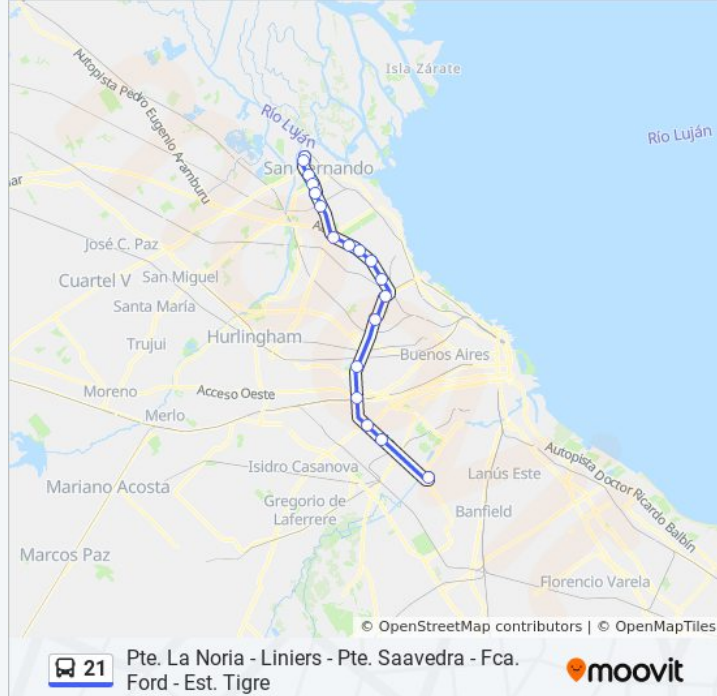 Isla Zárate
Autopista Pedro Eugenio Aramburu
Río Luján
Río Luján
San Fernando
José C. Paz
Cuartel V
San Miguel
Santa María
Trujui
Hurlingham
Buenos Aires
Moreno
Acceso Oeste
Merlo
Isidro Casanova
Mariano Acosta
Lanús Este
Autopista Doctor Ricardo Balbín
Gregorio de
Laferrere
Banfield
Marcos Paz
Florencio Varela
© OpenStreetMap contributors | © OpenMapTiles
21
Pte. La Noria - Liniers - Pte. Saavedra - Fca.
Ford - Est. Tigre
moovit